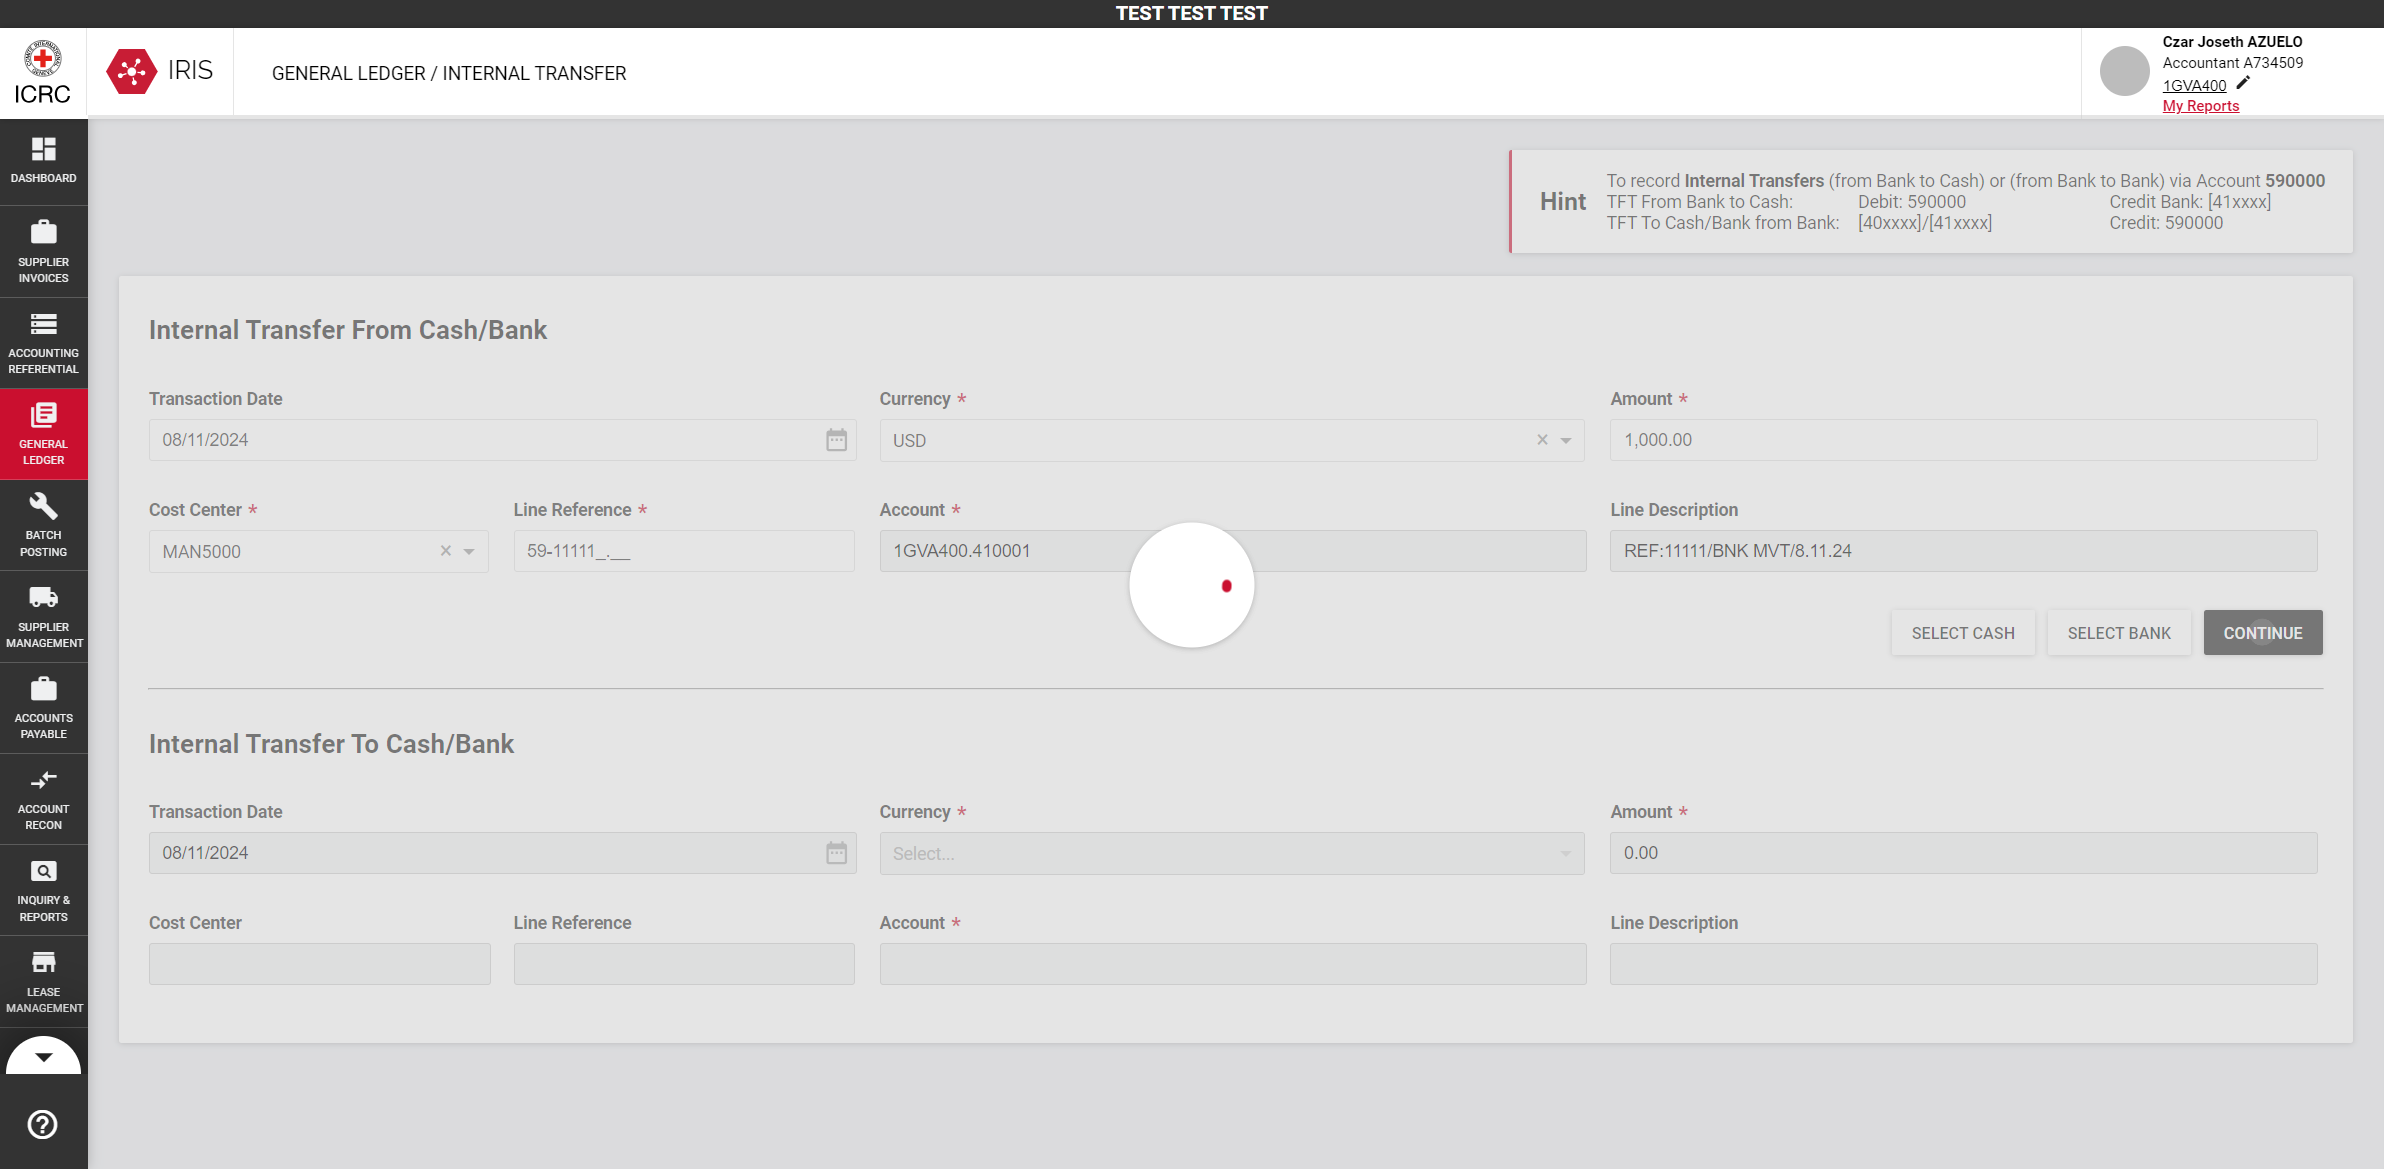 TEST TEST TEST
ICRC
IRIS
GENERAL LEDGER / INTERNAL TRANSFER
Czar Joseth AZUELO
Accountant A734509
1GVA400
My Reports
DASHBOARD
SUPPLIER
INVOICES
ACCOUNTING
REFERENTIAL
GENERAL
LEDGER
BATCH
POSTING
SUPPLIER
MANAGEMENT
ACCOUNTS
PAYABLE
ACCOUNT
RECON
INQUIRY &
REPORTS
LEASE
MANAGEMENT
Hint
To record Internal Transfers (from Bank to Cash) or (from Bank to Bank) via Account 590000
TFT From Bank to Cash: Debit: 590000 Credit Bank: [41xxxx]
TFT To Cash/Bank from Bank: [40xxxx]/[41xxxx] Credit: 590000
Internal Transfer From Cash/Bank
Transaction Date Currency * Amount *
08/11/2024 USD 1,000.00
Cost Center * Line Reference * Account * Line Description
MAN5000 59-11111_.__ 1GVA400.410001 REF:11111/BNK MVT/8.11.24
SELECT CASH SELECT BANK CONTINUE
Internal Transfer To Cash/Bank
Transaction Date Currency * Amount *
08/11/2024 Select... 0.00
Cost Center Line Reference Account * Line Description